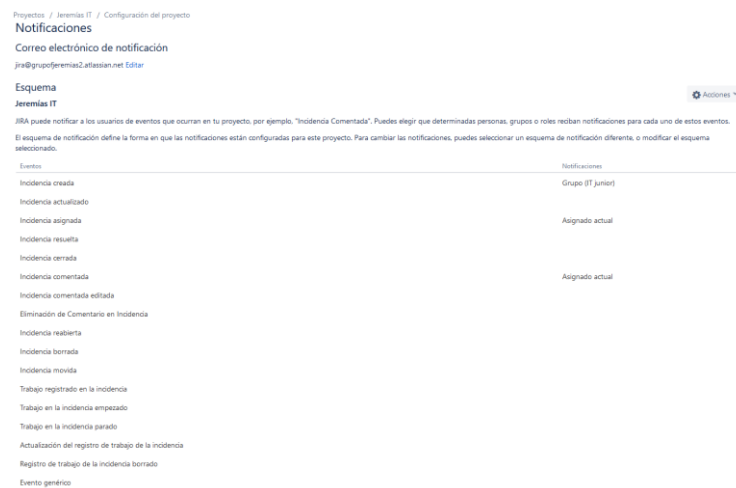 Proyectos / Jeremías IT / Configuración del proyecto
Notificaciones
Correo electrónico de notificación
jira@grupofjeremias2.atlassian.net Editar
Esquema
Acciones
Jeremías IT
JIRA puede notificar a los usuarios de eventos que ocurran en tu proyecto, por ejemplo, "Incidencia Comentada". Puedes elegir que determinadas personas, grupos o roles reciban notificaciones para cada uno de estos eventos.
El esquema de notificación define la forma en que las notificaciones están configuradas para este proyecto. Para cambiar las notificaciones, puedes seleccionar un esquema de notificación diferente, o modificar el esquema
seleccionado.
Eventos Notificaciones
Incidencia creada Grupo (IT Junior)
Incidencia actualizado
Incidencia asignada Asignado actual
Incidencia resuelta
Incidencia cerrada
Incidencia comentada Asignado actual
Incidencia comentada editada
Eliminación de Comentario en Incidencia
Incidencia reabierta
Incidencia borrada
Incidencia movida
Trabajo registrado en la incidencia
Trabajo en la incidencia empezado
Trabajo en la incidencia parado
Actualización del registro de trabajo de la incidencia
Registro de trabajo de la incidencia borrado
Evento genérico